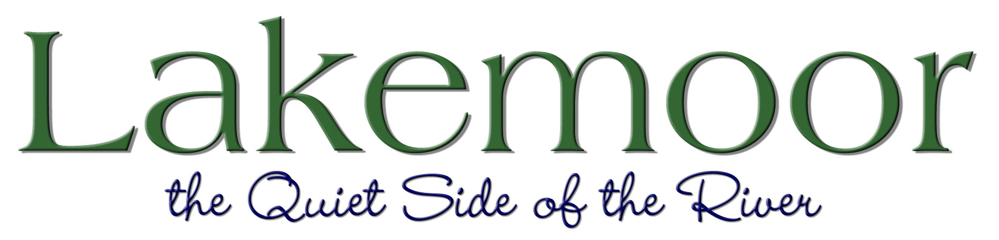 Lakemoor
the Quiet Side of the River